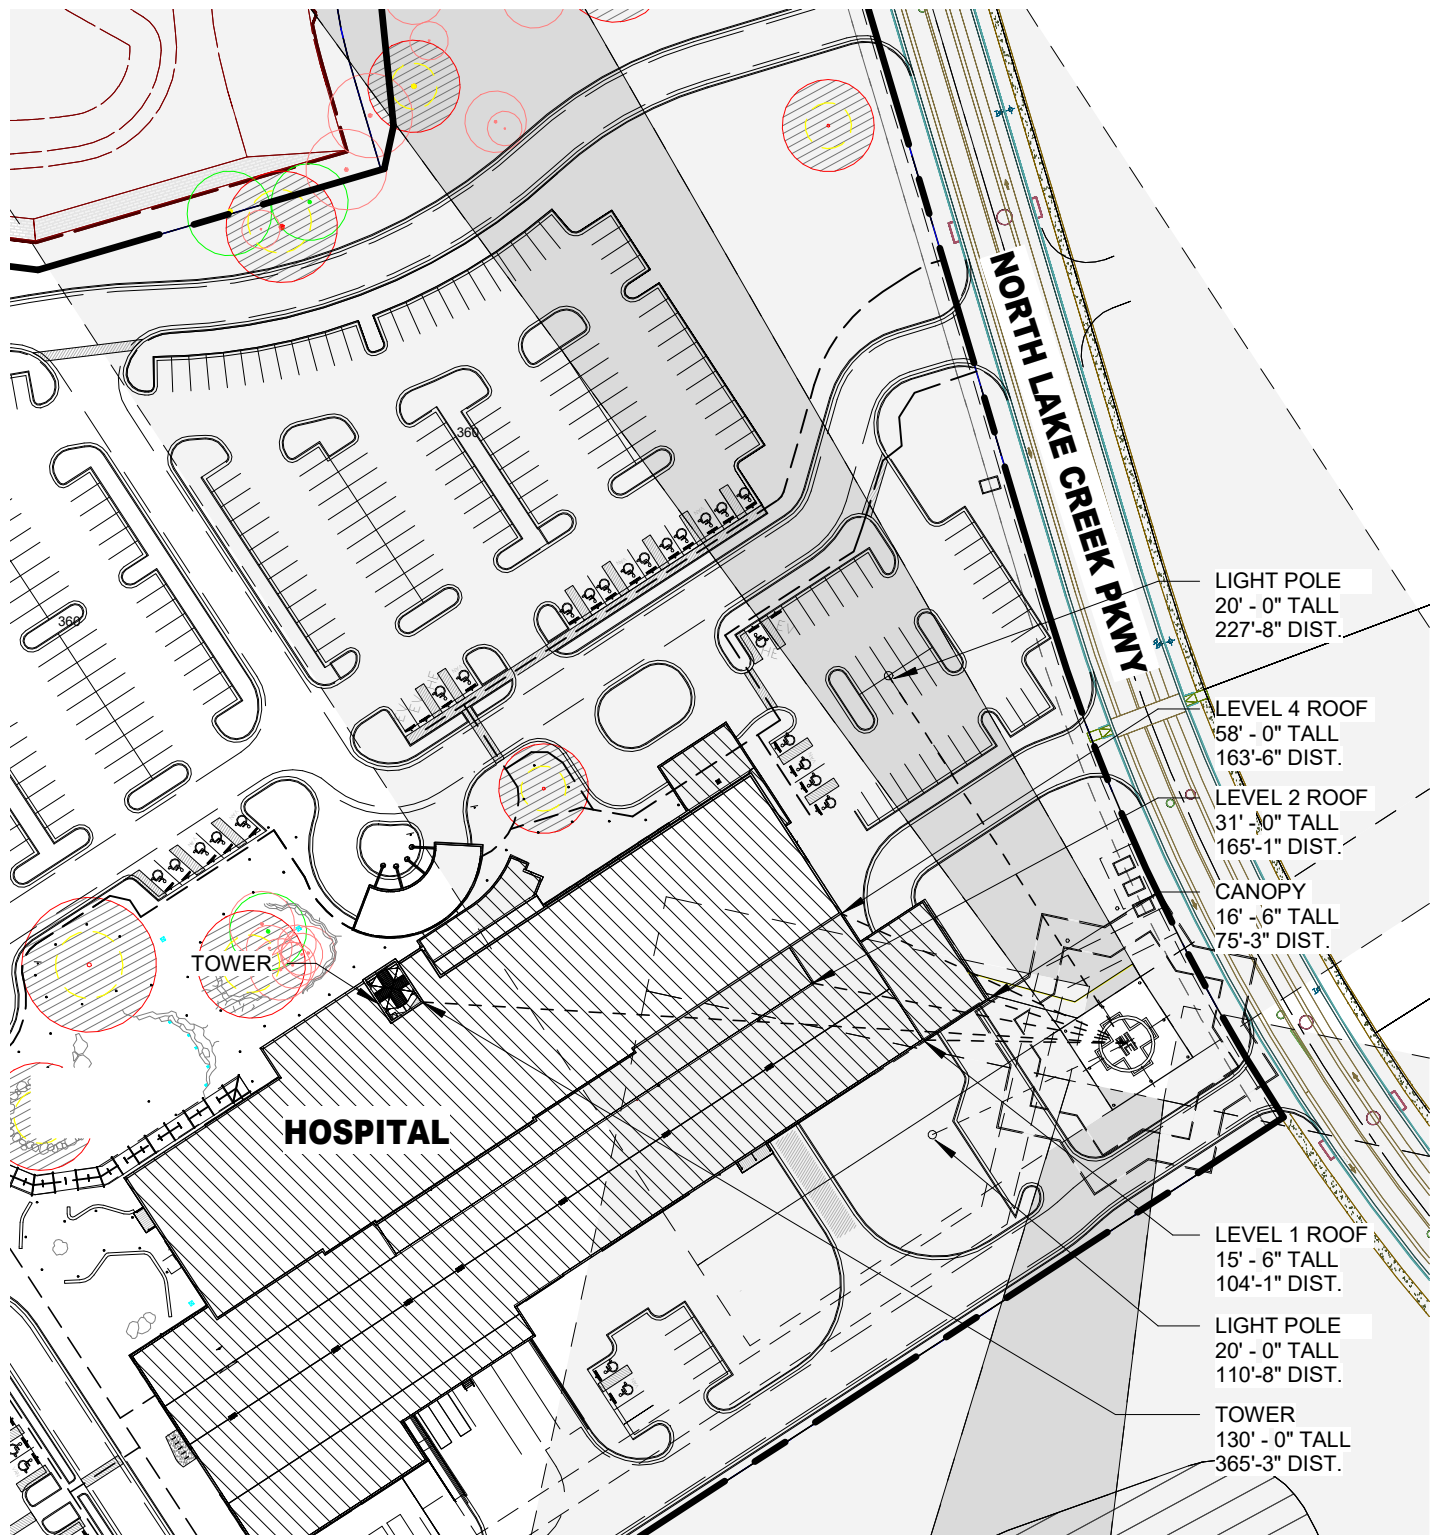 NORTH LAKE CREEK PKWY
360
360
LIGHT POLE
20' - 0" TALL
227'-8" DIST.
LEVEL 4 ROOF
58' - 0" TALL
163'-6" DIST.
LEVEL 2 ROOF
31' - 0" TALL
165'-1" DIST.
CANOPY
16' - 6" TALL
75'-3" DIST.
TOWER
HOSPITAL
LEVEL 1 ROOF
15' - 6" TALL
104'-1" DIST.
LIGHT POLE
20' - 0" TALL
110'-8" DIST.
TOWER
130' - 0" TALL
365'-3" DIST.